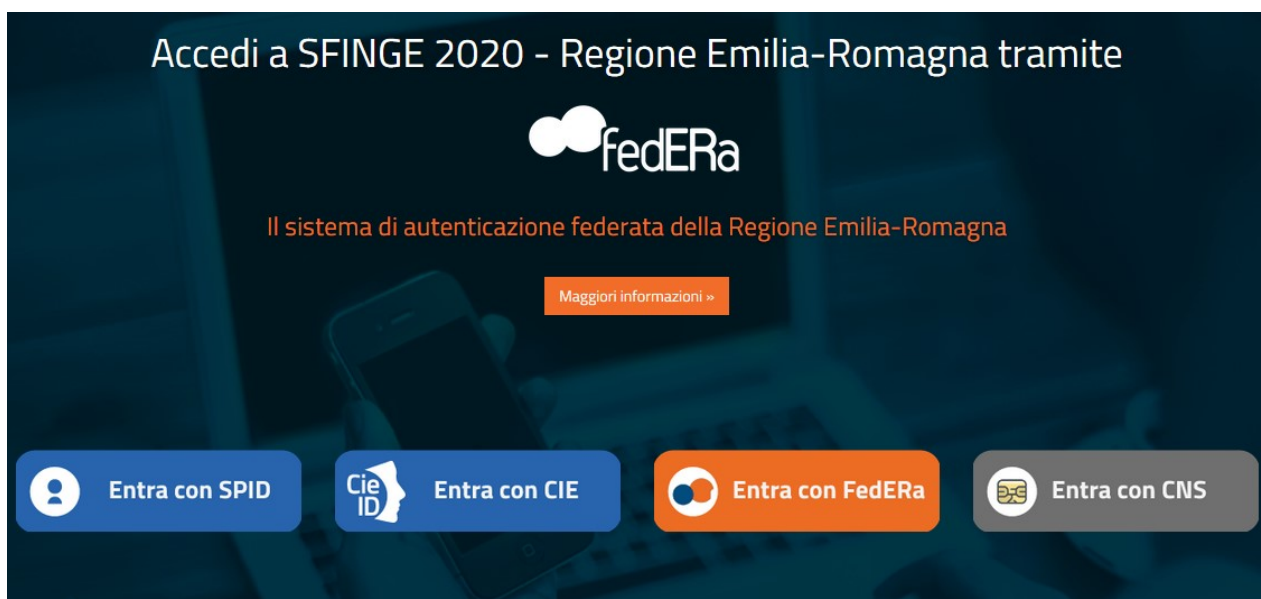 Accedi a SFINGE 2020 - Regione Emilia-Romagna tramite
fedERa
Il sistema di autenticazione federata della Regione Emilia-Romagna
Maggiori informazioni »
Entra con SPID
Cie
ID
Entra con CIE
Entra con FedERa
Entra con CNS